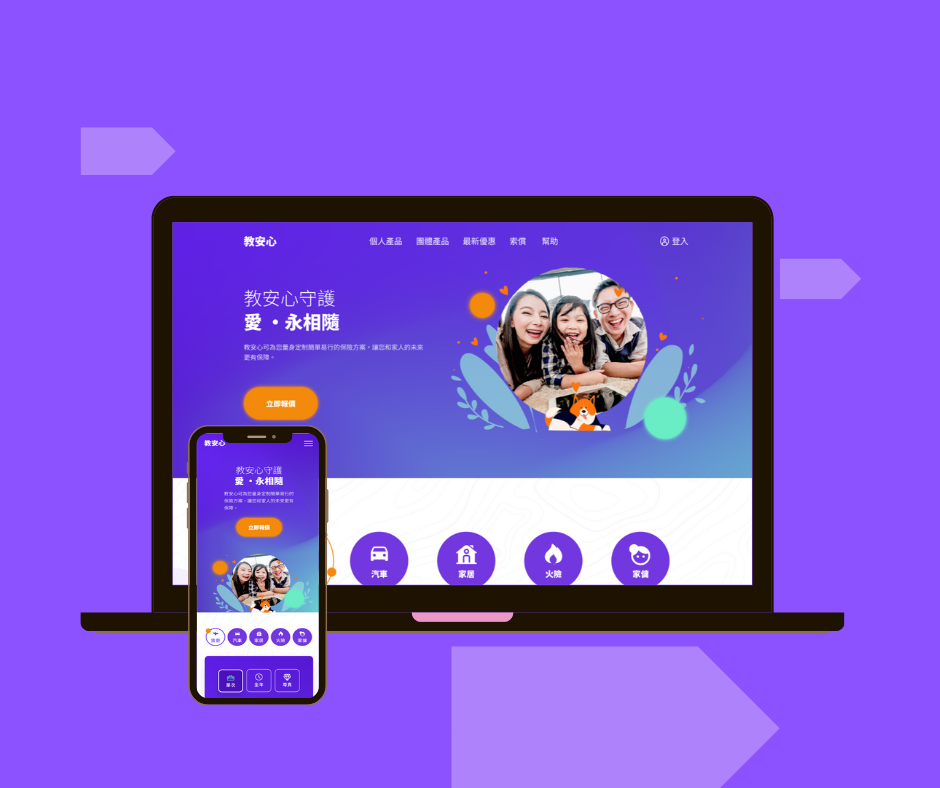 教安心
個人產品 團體產品 最新優惠 索償 幫助
登入
教安心守護
愛 ・永相隨
教安心可為您量身定制簡單易行的保險方案，讓您和家人的未來
更有保障。
立即報價
汽車 家居 火險 家傭
教安心
教安心守護
愛 ・永相隨
教安心可為您量身定制簡單易行的
保險方案，讓您和家人的未來更有
保障。
立即報價
旅遊 汽車 家居 火險 家傭
單次 全年 尊貴